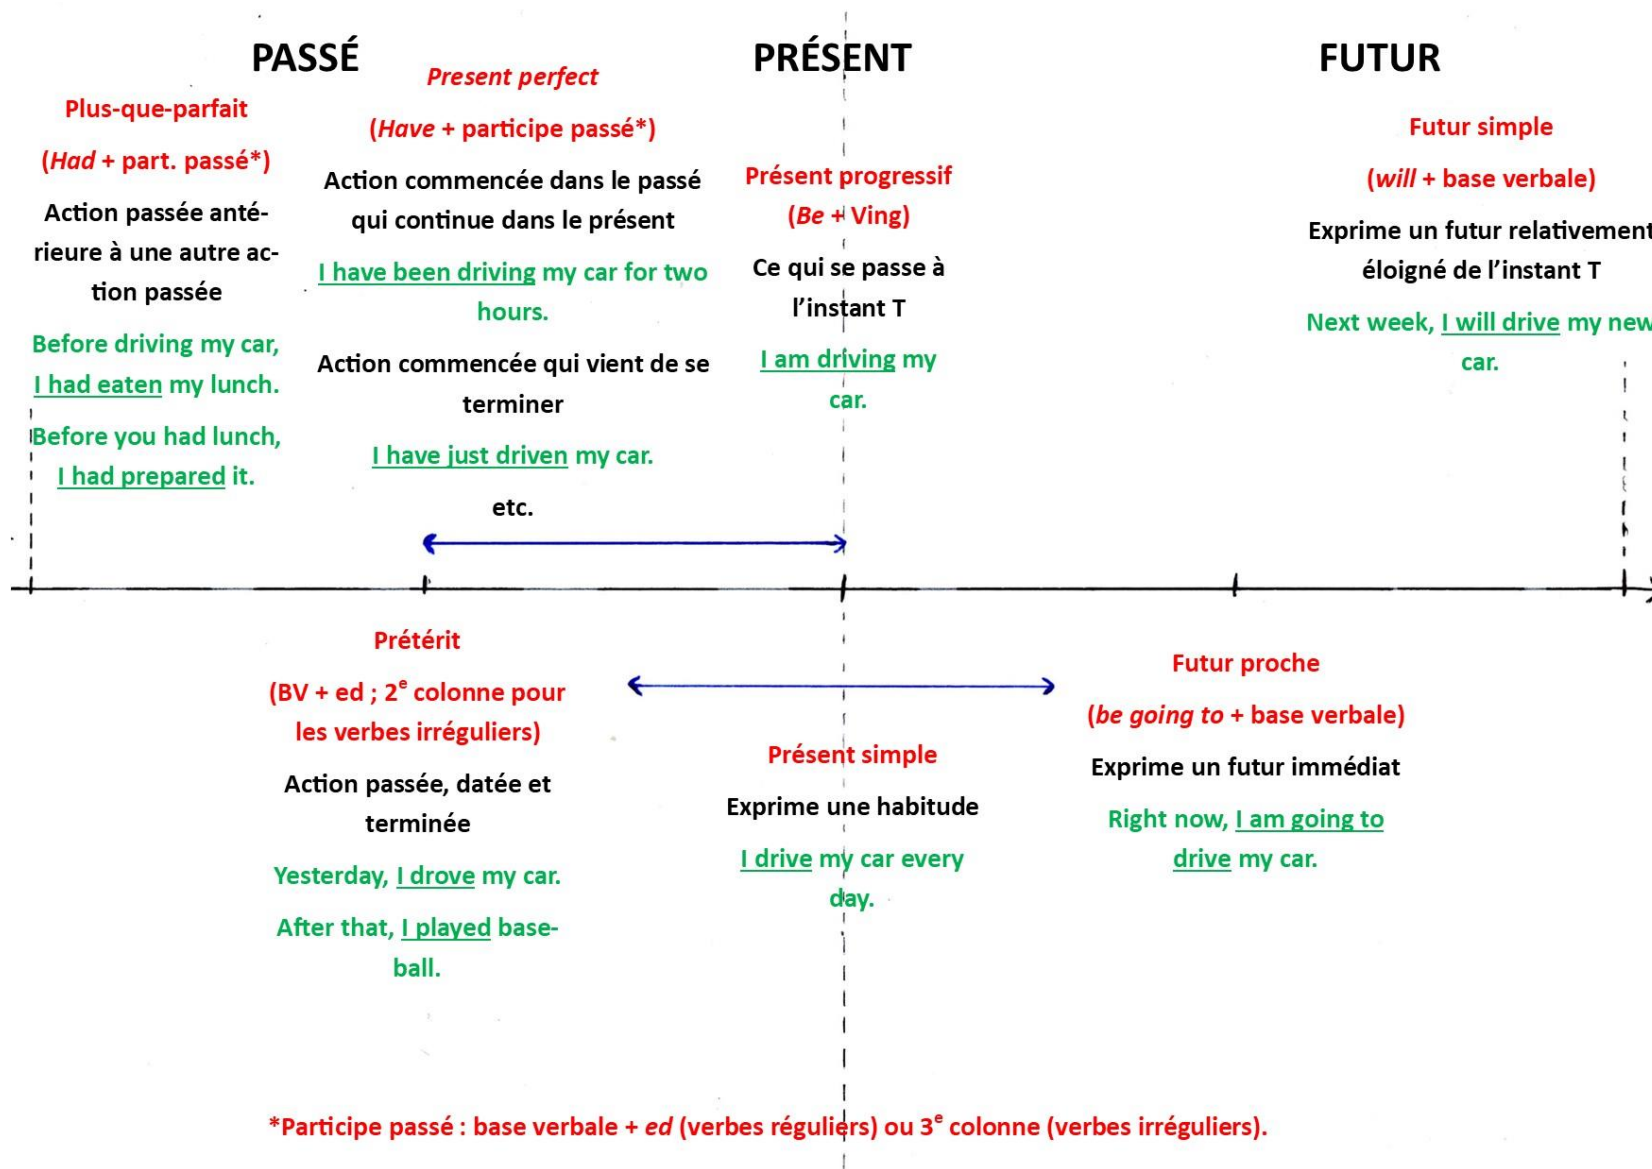 PASSÉ
PRÉSENT
FUTUR
Plus-que-parfait
(Had + part. passé*)
Action passée anté-
rieure à une autre ac-
tion passée
Before driving my car,
I had eaten my lunch.
Before you had lunch,
I had prepared it.
Present perfect
(Have + participe passé*)
Action commencée dans le passé
qui continue dans le présent
I have been driving my car for two
hours.
Action commencée qui vient de se
terminer
I have just driven my car.
etc.
Présent progressif
(Be + Ving)
Ce qui se passe à
l’instant T
I am driving my
car.
Futur simple
(will + base verbale)
Exprime un futur relativement
éloigné de l’instant T
Next week, I will drive my new
car.
Prétérit
(BV + ed ; 2e colonne pour
les verbes irréguliers)
Action passée, datée et
terminée
Yesterday, I drove my car.
After that, I played base-
ball.
Présent simple
Exprime une habitude
I drive my car every
day.
Futur proche
(be going to + base verbale)
Exprime un futur immédiat
Right now, I am going to
drive my car.
*Participe passé : base verbale + ed (verbes réguliers) ou 3e colonne (verbes irréguliers).